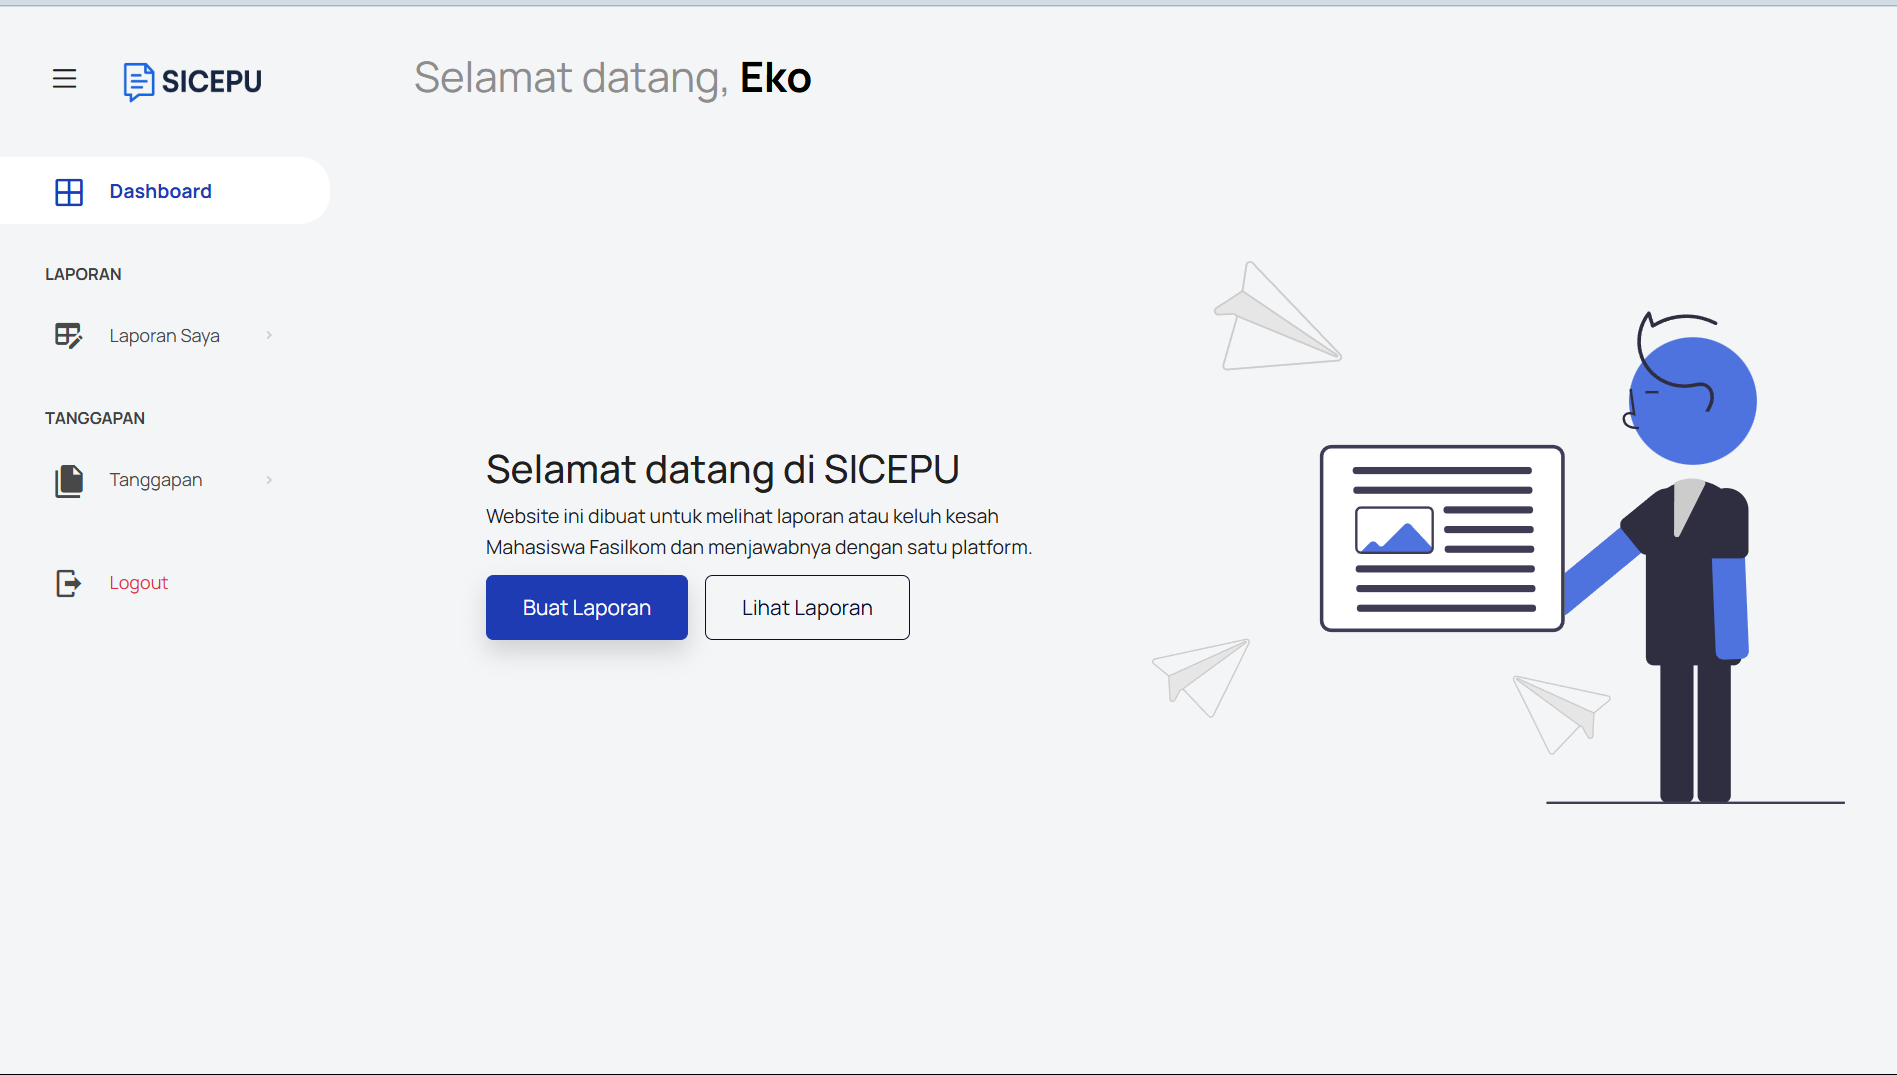 SICEPU
Selamat datang, Eko
Dashboard
LAPORAN
Laporan Saya
TANGGAPAN
Tanggapan
Logout
Selamat datang di SICEPU
Website ini dibuat untuk melihat laporan atau keluh kesah
Mahasiswa Fasilkom dan menjawabnya dengan satu platform.
Buat Laporan
Lihat Laporan